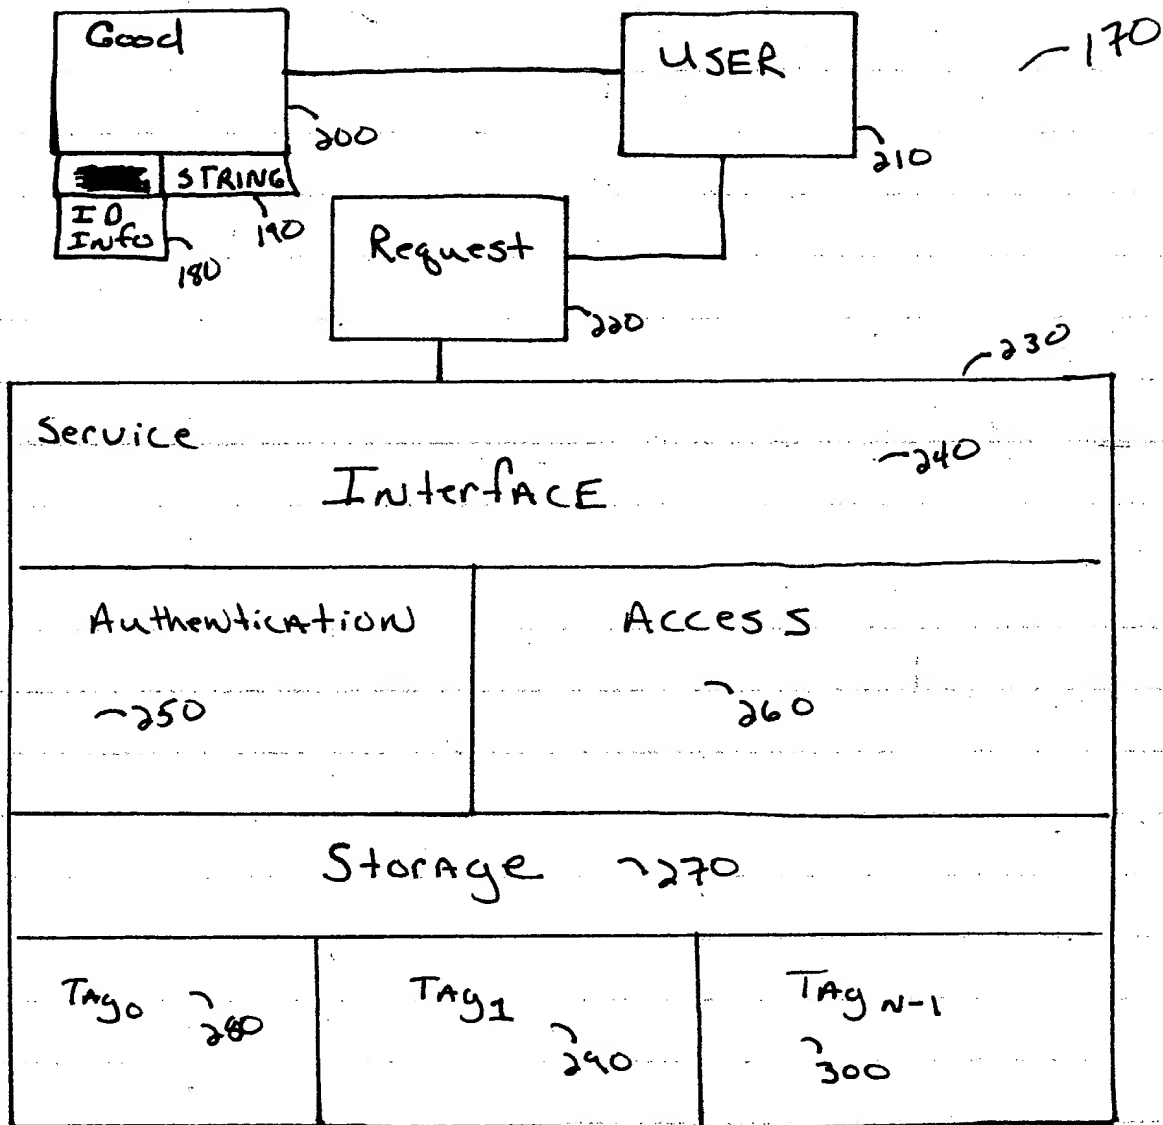 Good
USER
170
200
210
STRING
ID
Info
190
180
Request
220
230
Service
240
Interface
Authentication
Access
250
260
Storage 270
Tag0 280
Tag1
290
Tag N-1
300